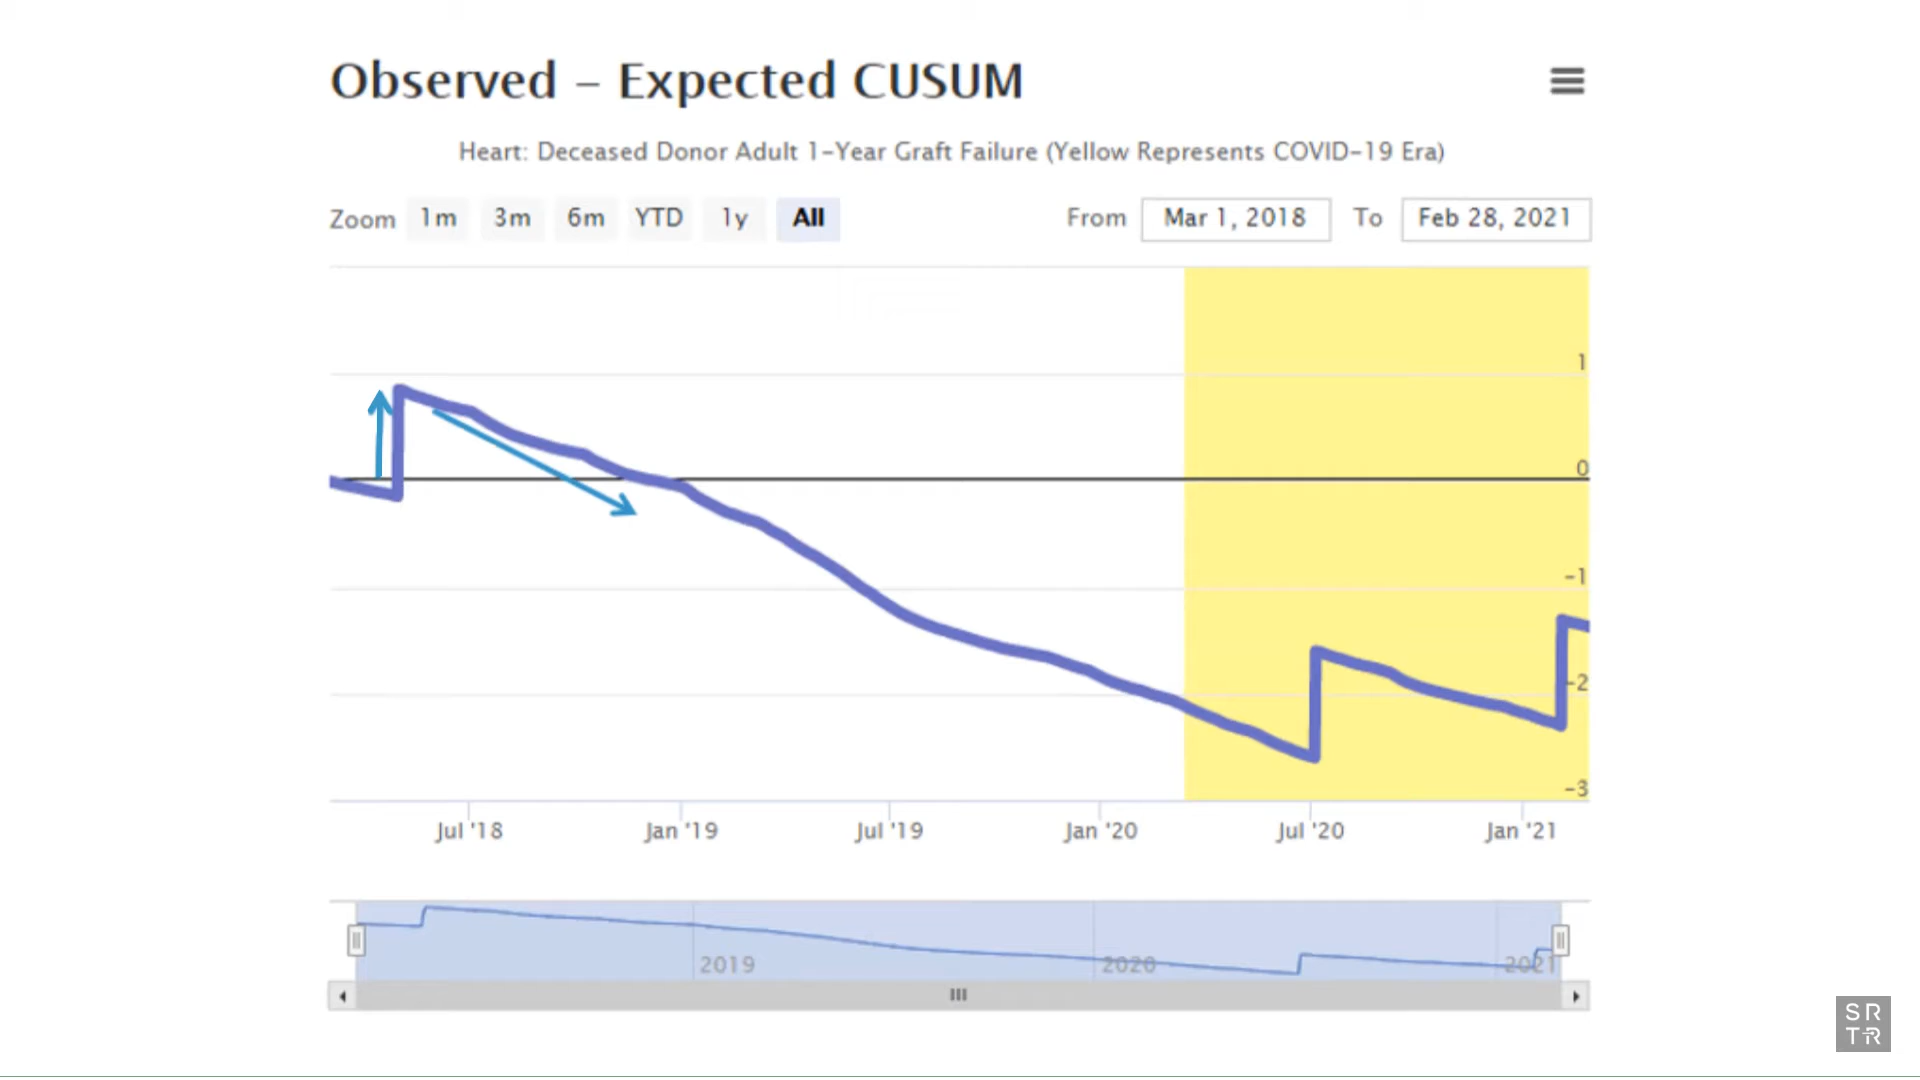 Observed – Expected CUSUM
Heart: Deceased Donor Adult 1-Year Graft Failure (Yellow Represents COVID-19 Era)
Zoom 1m 3m 6m YTD 1y All From Mar 1, 2018 To Feb 28, 2021
1
0
-1
-2
-3
Jul '18 Jan '19 Jul '19 Jan '20 Jul '20 Jan '21
2019 2020 2021
SR
TR